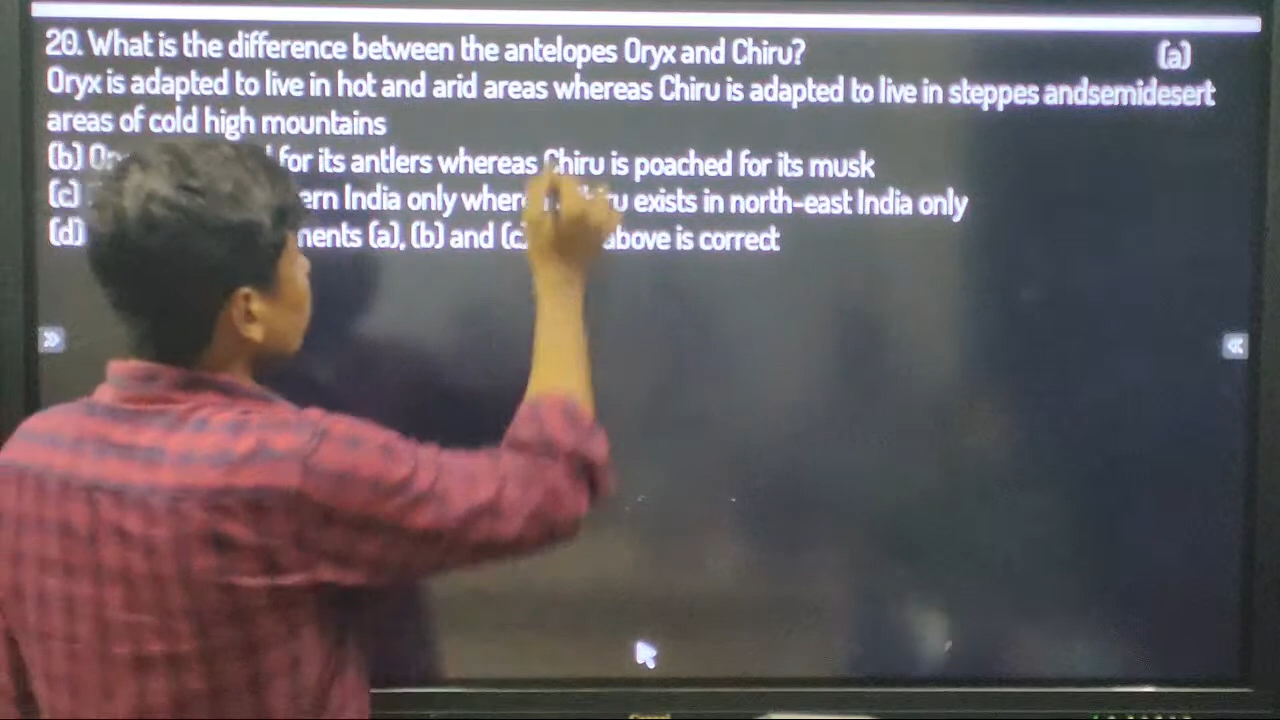 20. What is the difference between the antelopes Oryx and Chiru? (a)
Oryx is adapted to live in hot and arid areas whereas Chiru is adapted to live in steppes andsemidesert
areas of cold high mountains
(b) for its antlers whereas Chiru is poached for its musk
(c) India only exists in north-east India only
(d) (a), (b) and above is correct